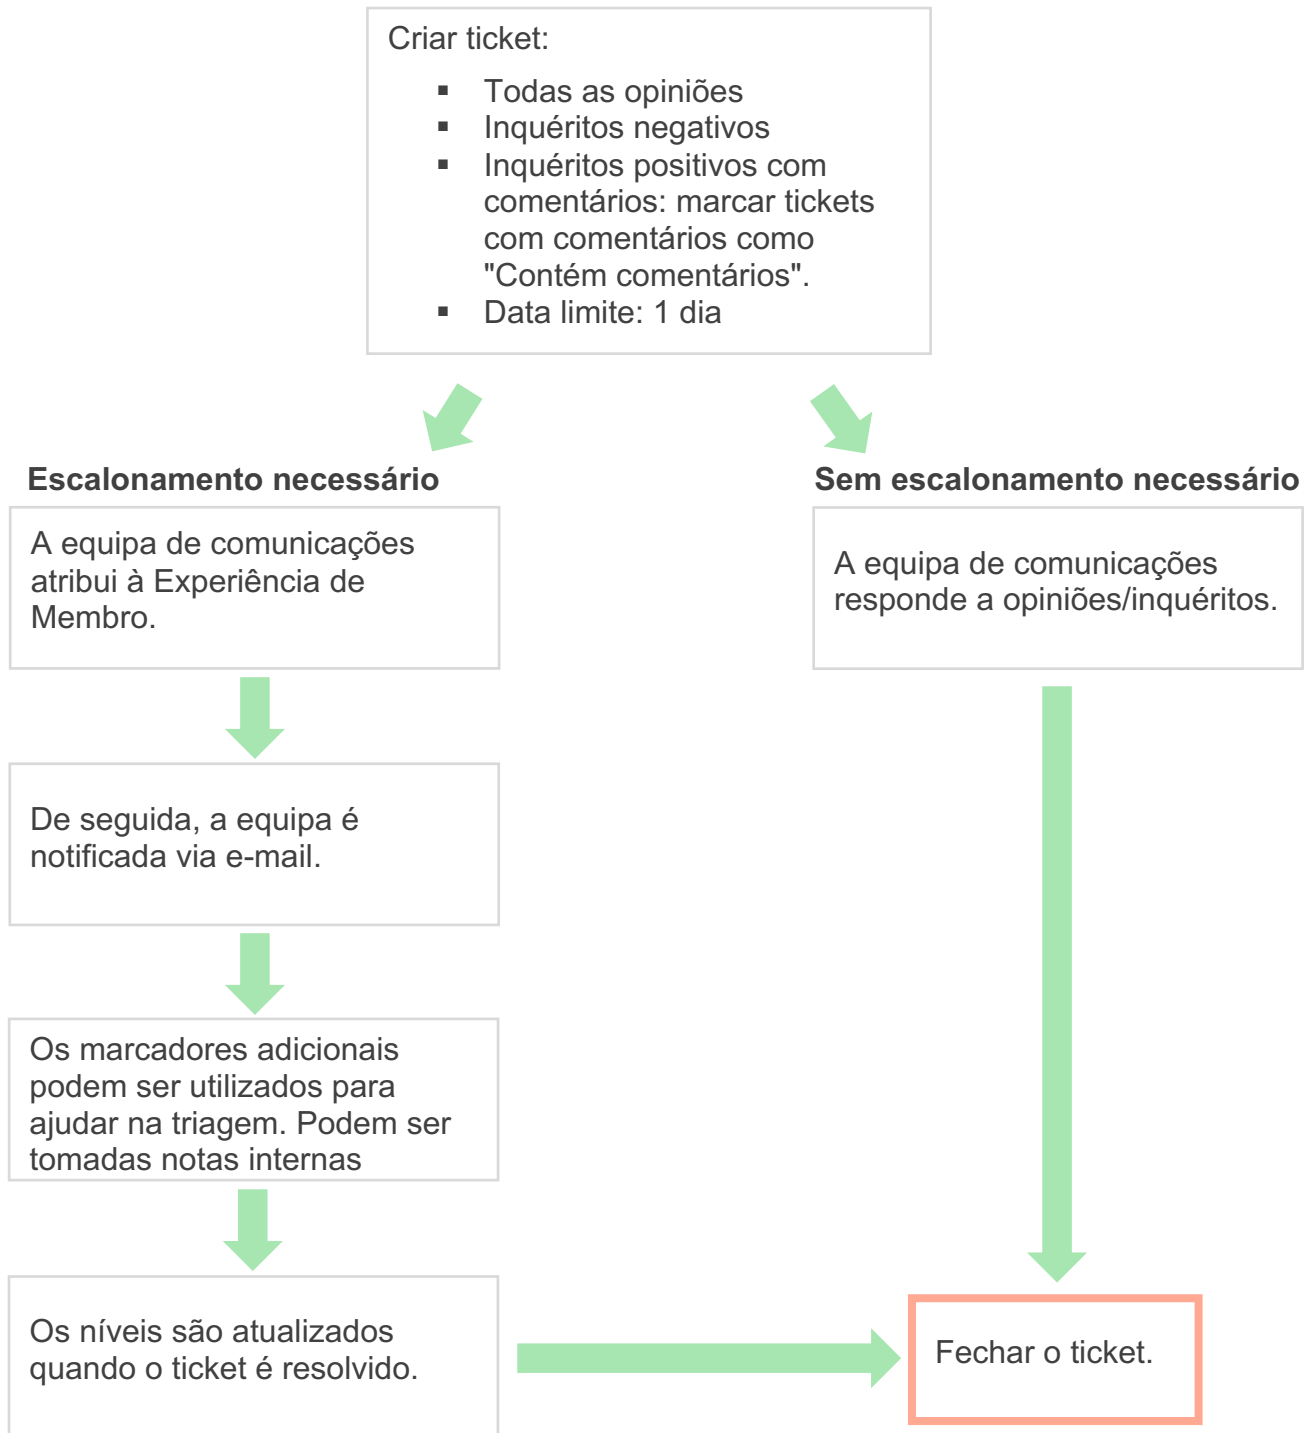 Criar ticket:
▪ Todas as opiniões
▪ Inquéritos negativos
▪ Inquéritos positivos com
comentários: marcar tickets
com comentários como
"Contém comentários".
▪ Data limite: 1 dia
Escalonamento necessário
A equipa de comunicações
atribui à Experiência de
Membro.
De seguida, a equipa é
notificada via e-mail.
Os marcadores adicionais
podem ser utilizados para
ajudar na triagem. Podem ser
tomadas notas internas
Os níveis são atualizados
quando o ticket é resolvido.
Sem escalonamento necessário
A equipa de comunicações
responde a opiniões/inquéritos.
Fechar o ticket.